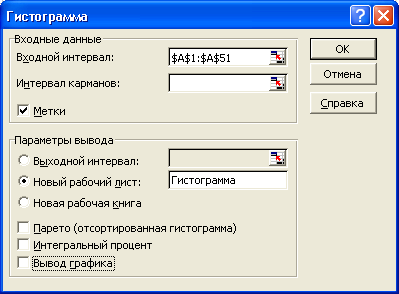 Гистограмма
Входные данные
Входной интервал: $A$1:$A$51
Интервал карманов:
Метки
OK
Отмена
Справка
Параметры вывода
Выходной интервал:
Новый рабочий лист: Гистограмма
Новая рабочая книга
Парето (отсортированная гистограмма)
Интегральный процент
Вывод графика